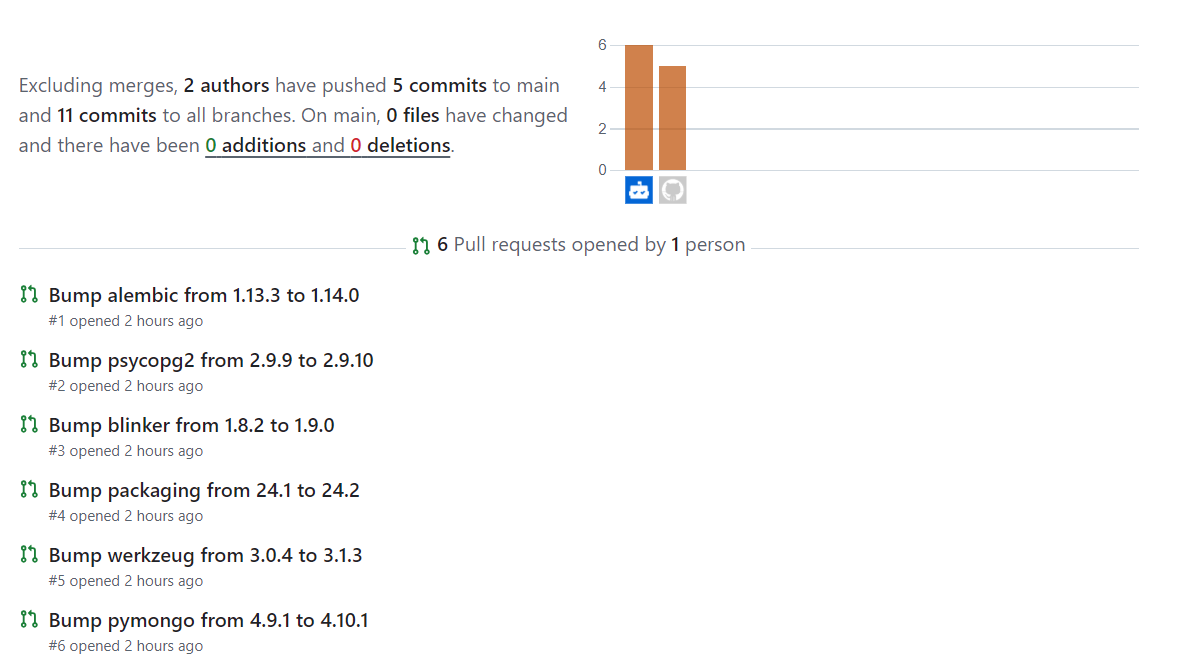 Excluding merges, 2 authors have pushed 5 commits to main
and 11 commits to all branches. On main, 0 files have changed
and there have been 0 additions and 0 deletions.
6
4
2
0
6 Pull requests opened by 1 person
Bump alembic from 1.13.3 to 1.14.0
#1 opened 2 hours ago
Bump psycopg2 from 2.9.9 to 2.9.10
#2 opened 2 hours ago
Bump blinker from 1.8.2 to 1.9.0
#3 opened 2 hours ago
Bump packaging from 24.1 to 24.2
#4 opened 2 hours ago
Bump werkzeug from 3.0.4 to 3.1.3
#5 opened 2 hours ago
Bump pymongo from 4.9.1 to 4.10.1
#6 opened 2 hours ago